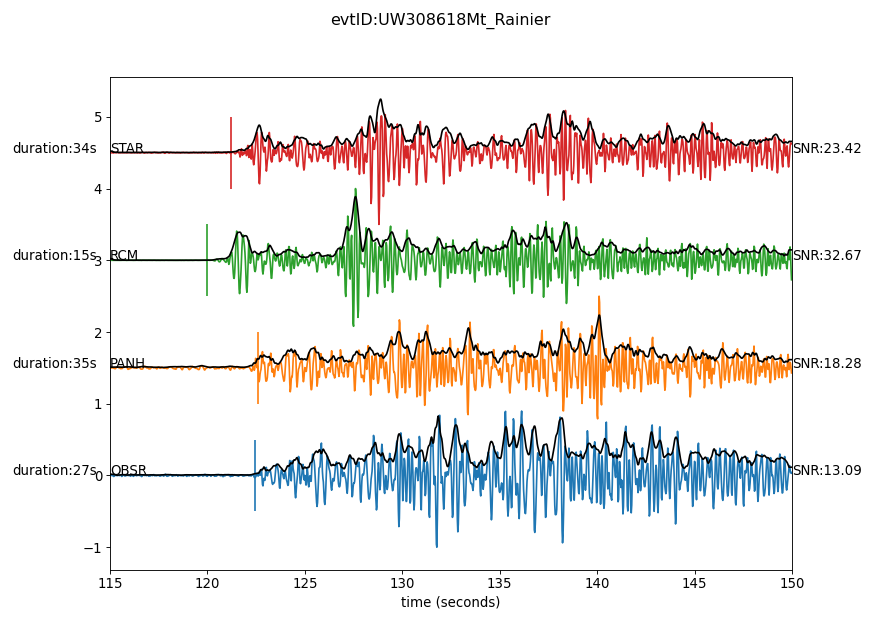 evtID:UW308618Mt_Rainier
5
duration:34s STAR SNR:23.42
4
duration:15s RCM SNR:32.67
3
2
duration:35s PANH SNR:18.28
1
duration:27s OBSR SNR:13.09
0
−1
115 120 125 130 135 140 145 150
time (seconds)